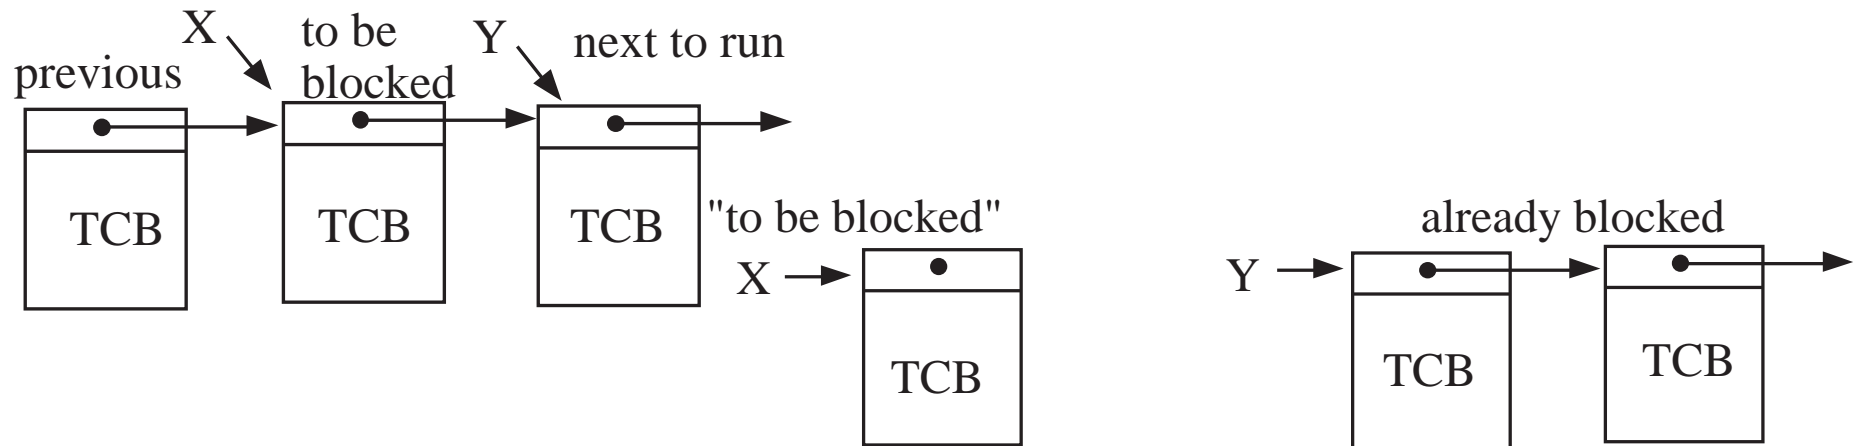 previous
X
to be
blocked
Y
next to run
TCB
TCB
TCB
"to be blocked"
X
TCB
already blocked
Y
TCB
TCB